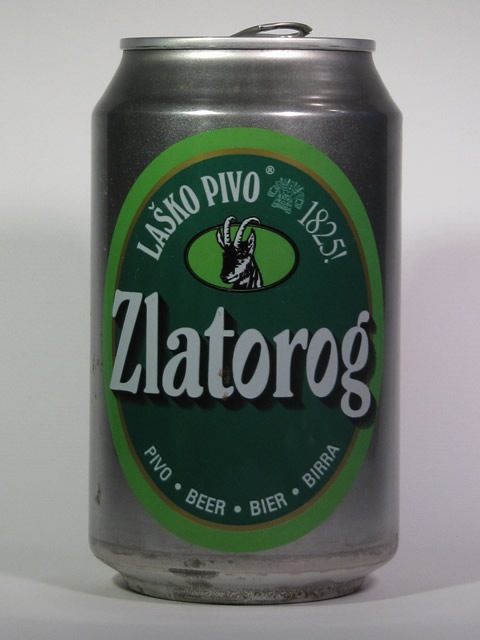 LAŠKO PIVO® 1825!
Zlatorog
PIVO • BEER • BIER • BIRRA